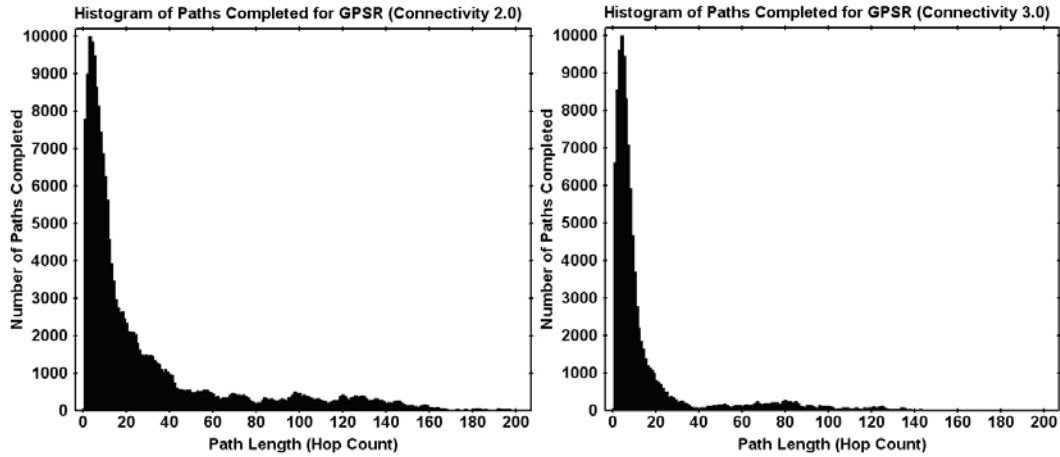 Histogram of Paths Completed for GPSR (Connectivity 2.0)
Number of Paths Completed
10000
9000
8000
7000
6000
5000
4000
3000
2000
1000
0
0 20 40 60 80 100 120 140 160 180 200
Path Length (Hop Count)
Histogram of Paths Completed for GPSR (Connectivity 3.0)
Number of Paths Completed
10000
9000
8000
7000
6000
5000
4000
3000
2000
1000
0
0 20 40 60 80 100 120 140 160 180 200
Path Length (Hop Count)